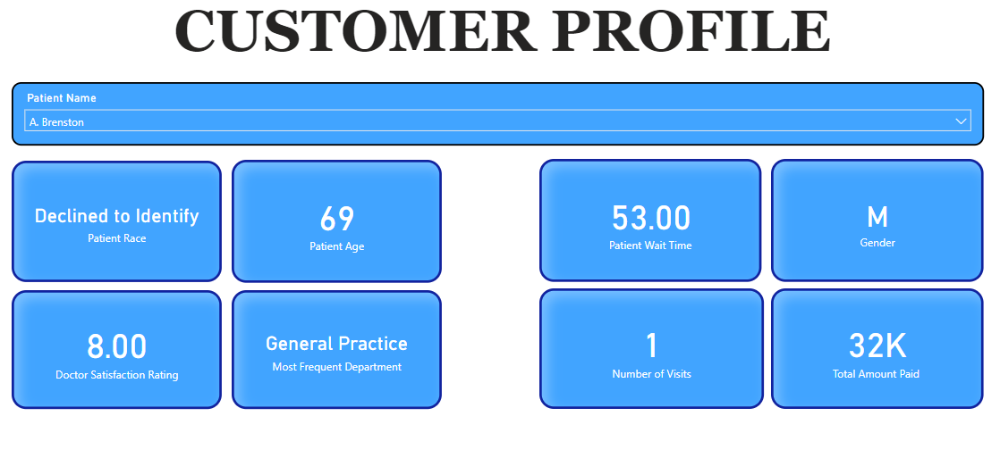 CUSTOMER PROFILE
Patient Name
A. Brenston
Declined to Identify
Patient Race
69
Patient Age
53.00
Patient Wait Time
M
Gender
8.00
Doctor Satisfaction Rating
General Practice
Most Frequent Department
1
Number of Visits
32K
Total Amount Paid